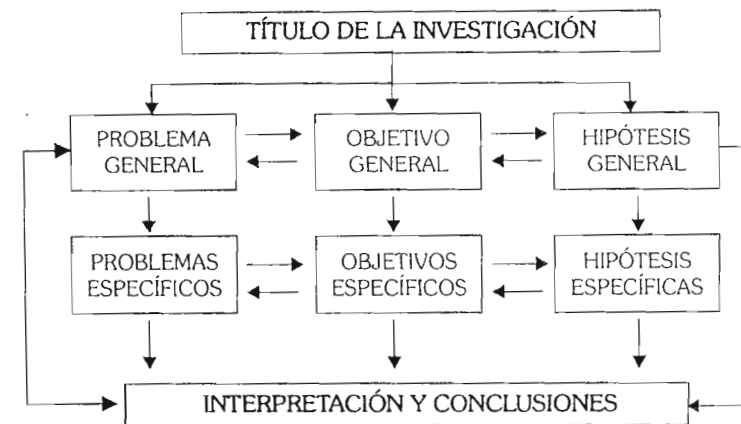 TÍTULO DE LA INVESTIGACIÓN
PROBLEMA
GENERAL
OBJETIVO
GENERAL
HIPÓTESIS
GENERAL
PROBLEMAS
ESPECÍFICOS
OBJETIVOS
ESPECÍFICOS
HIPÓTESIS
ESPECÍFICAS
INTERPRETACIÓN Y CONCLUSIONES